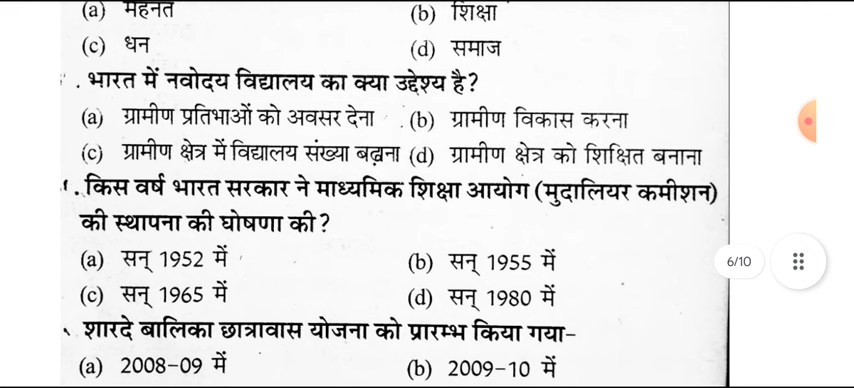 (a) मेहनत (b) शिक्षा
(c) धन (d) समाज
. भारत में नवोदय विद्यालय का क्या उद्देश्य है?
(a) ग्रामीण प्रतिभाओं को अवसर देना (b) ग्रामीण विकास करना
(c) ग्रामीण क्षेत्र में विद्यालय संख्या बढ़ाना (d) ग्रामीण क्षेत्र को शिक्षित बनाना
. किस वर्ष भारत सरकार ने माध्यमिक शिक्षा आयोग (मुदालियर कमीशन)
की स्थापना की घोषणा की?
(a) सन् 1952 में (b) सन् 1955 में
6/10
(c) सन् 1965 में (d) सन् 1980 में
शारदे बालिका छात्रावास योजना को प्रारम्भ किया गया-
(a) 2008-09 में (b) 2009-10 में